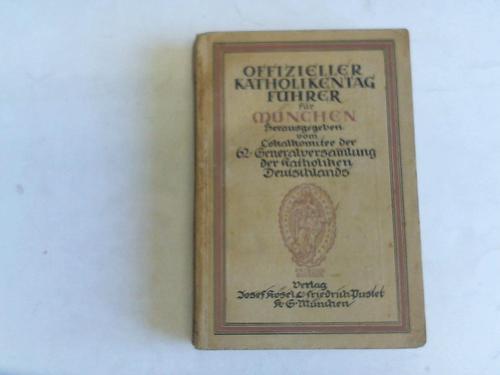 OFFIZIELLER
KATHOLIKENTAG
FÜHRER
für
MÜNCHEN
Herausgegeben
vom
Lokalkomitee der
62. Generalversamlung
der Katholiken
Deutschlands
Verlag
Josef Kösel & Friedrich Pustet
K.G. München